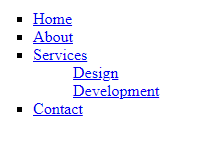 Home
About
Services
Design
Development
Contact